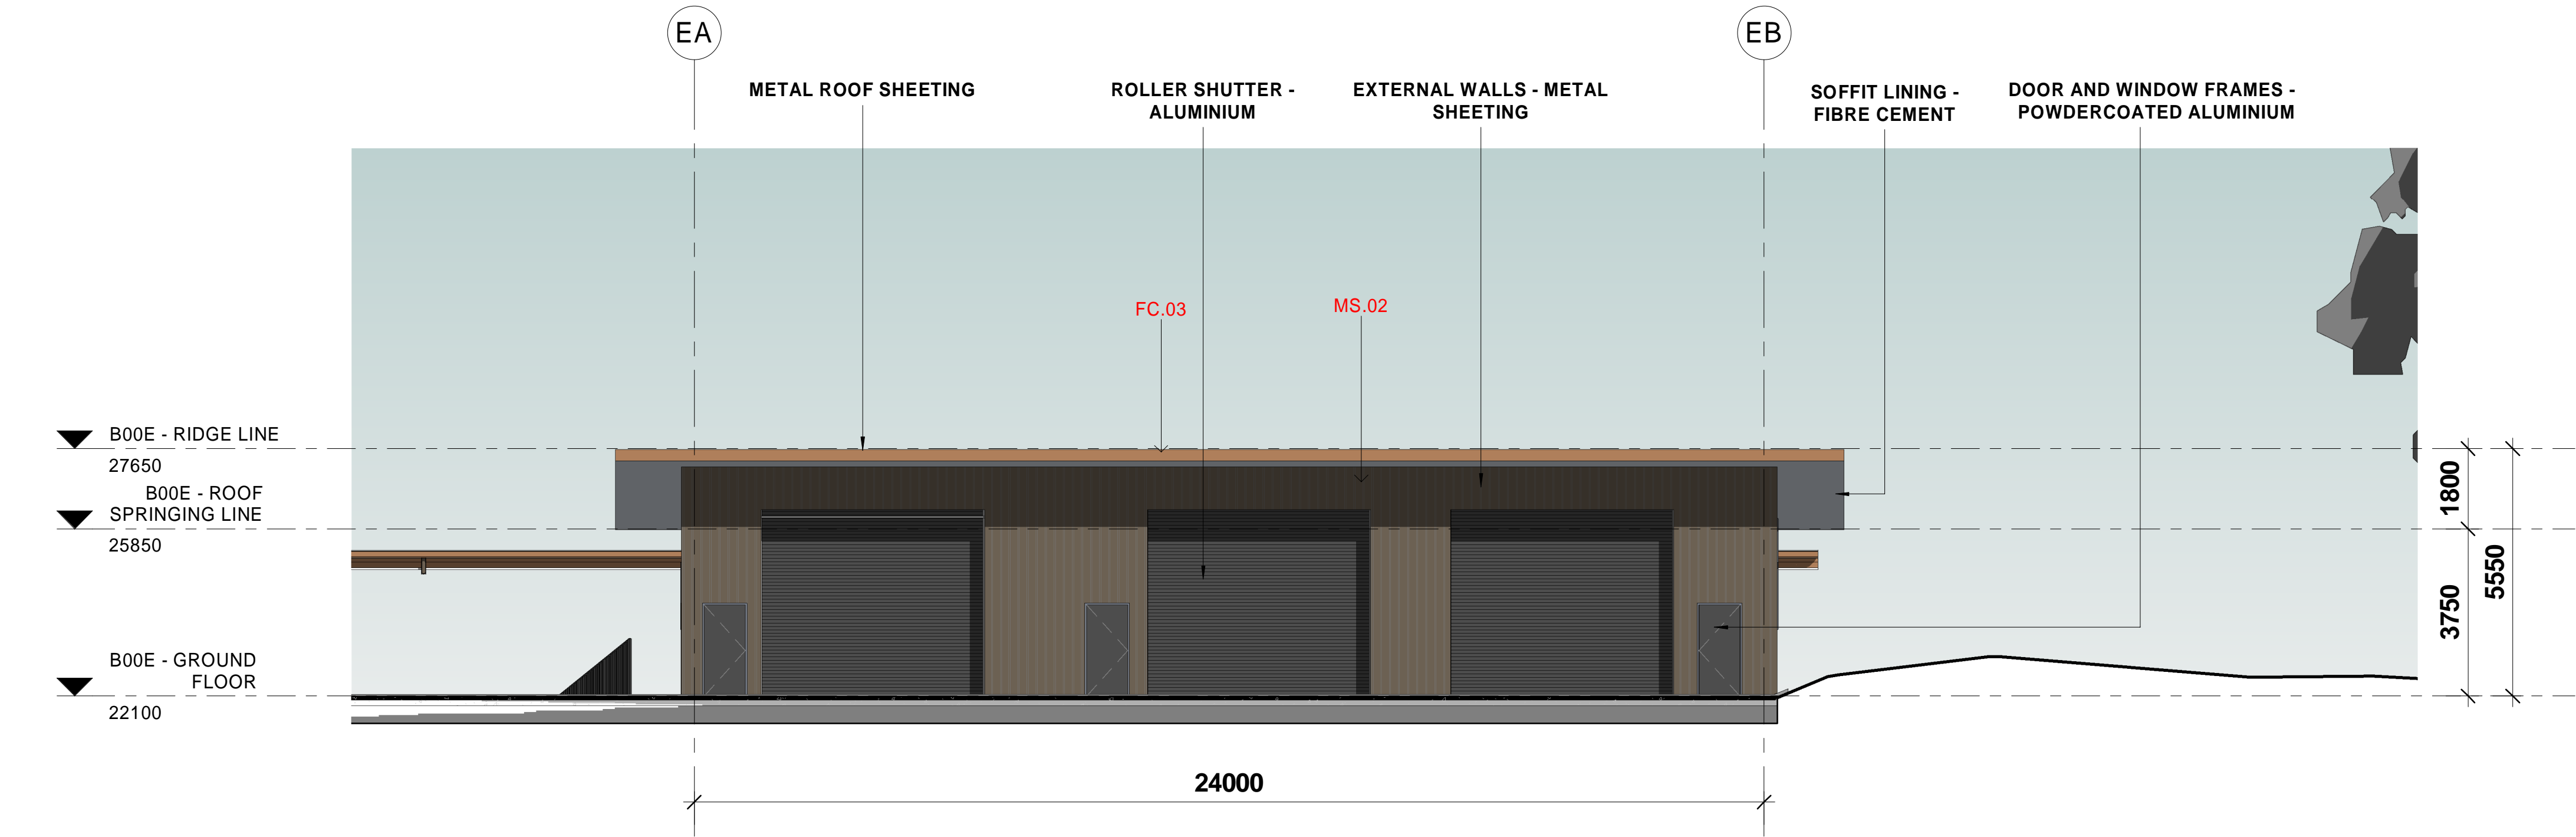 EA
EB
METAL ROOF SHEETING
ROLLER SHUTTER -
ALUMINIUM
EXTERNAL WALLS - METAL
SHEETING
SOFFIT LINING -
FIBRE CEMENT
DOOR AND WINDOW FRAMES -
POWDERCOATED ALUMINIUM
FC.03
MS.02
B00E - RIDGE LINE
27650
B00E - ROOF
SPRINGING LINE
25850
B00E - GROUND
FLOOR
22100
1800
3750
5550
24000